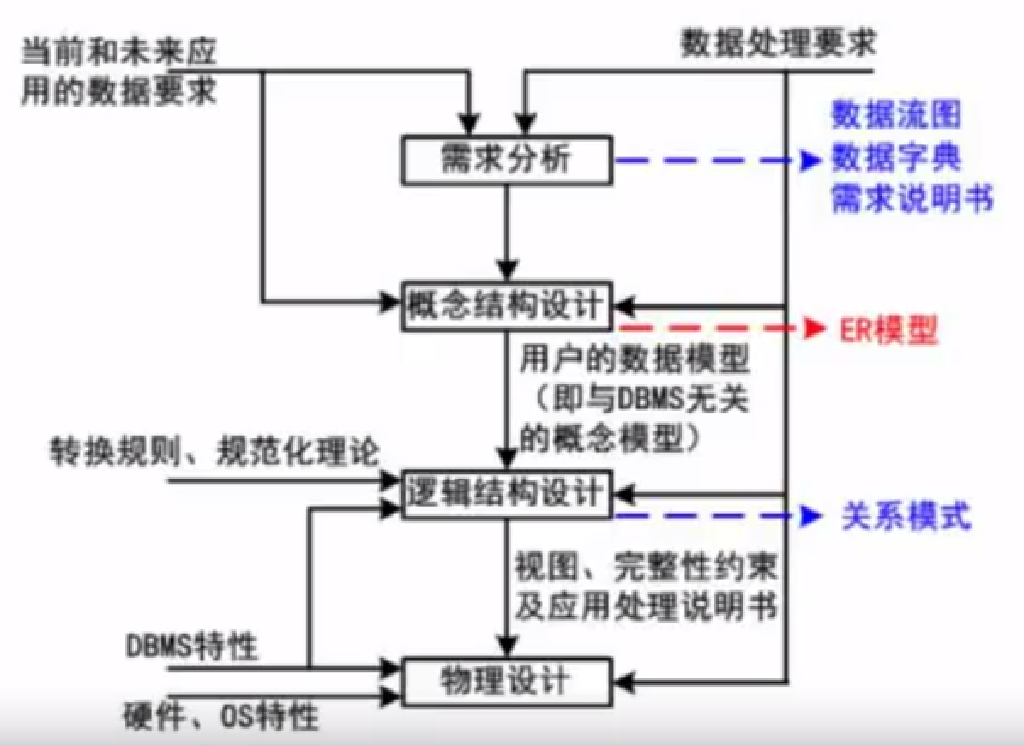 当前和未来应
用的数据要求
数据处理要求
数据流图
需求分析
数据字典
需求说明书
概念结构设计
ER模型
用户的数据模型
（即与DBMS无关
的概念模型）
转换规则、规范化理论
逻辑结构设计
关系模式
视图、完整性约束
及应用处理说明书
DBMS特性
物理设计
硬件、OS特性